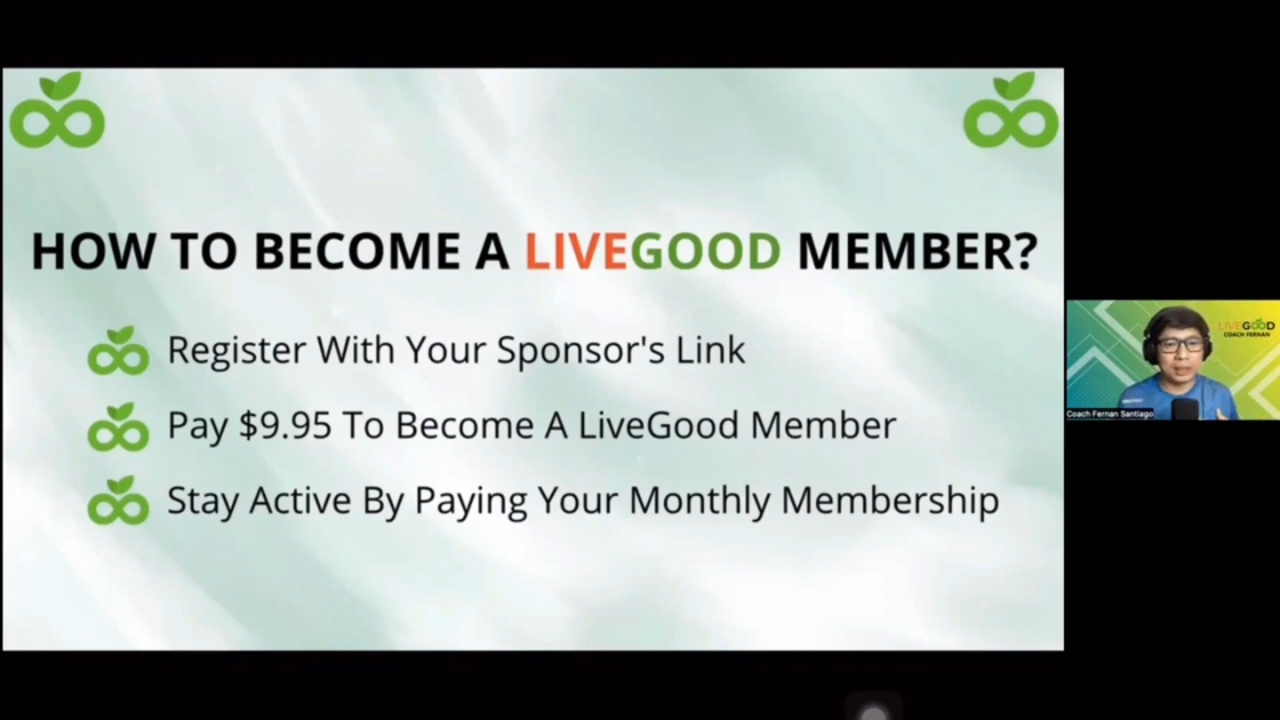 HOW TO BECOME A LIVEGOOD MEMBER?
Register With Your Sponsor's Link
Pay $9.95 To Become A LiveGood Member
Stay Active By Paying Your Monthly Membership
LIVEGOOD
COACH FERNAN
Coach Fernan Santiago